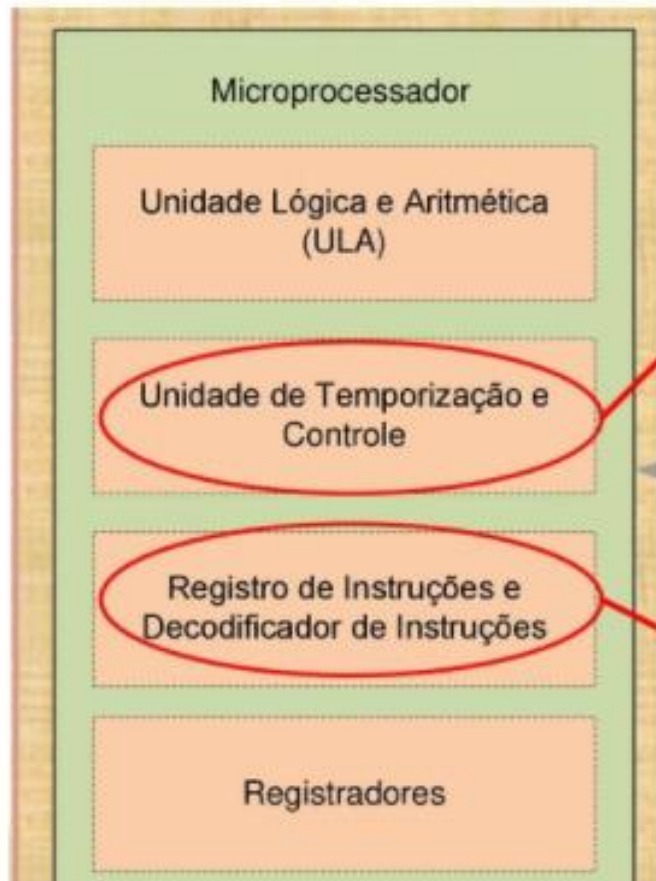 Microprocessador
Unidade Lógica e Aritmética
(ULA)
Unidade de Temporização e
Controle
Registro de Instruções e
Decodificador de Instruções
Registradores